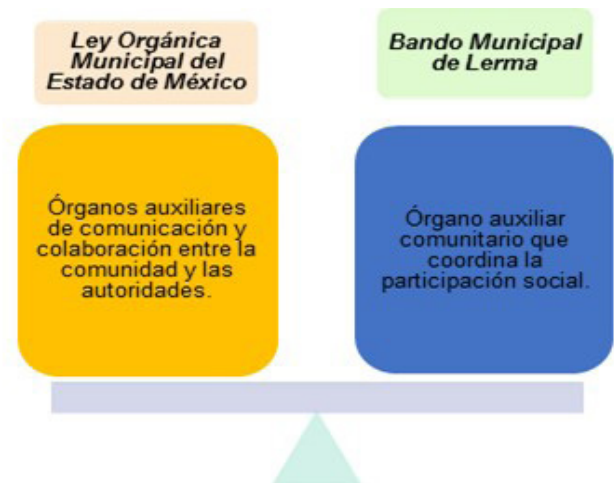 Ley Orgánica
Municipal del
Estado de México
Bando Municipal
de Lerma
Órganos auxiliares
de comunicación y
colaboración entre la
comunidad y las
autoridades.
Órgano auxiliar
comunitario que
coordina la
participación social.